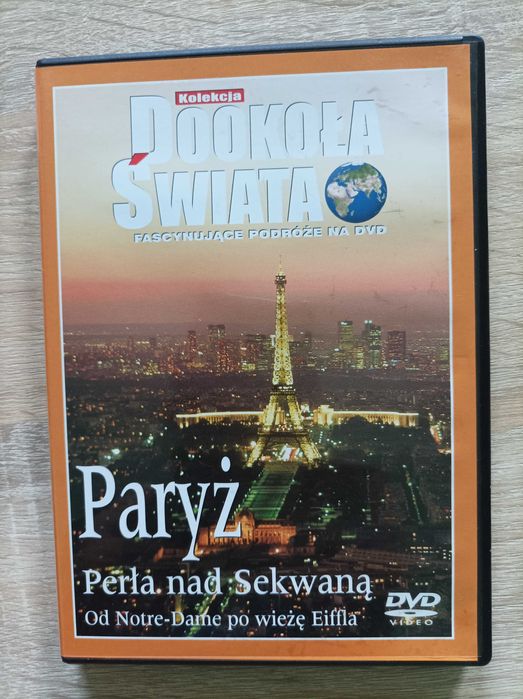 Kolekcja
DOOKOŁA
ŚWIATA
FASCYNUJĄCE PODRÓŻE NA DVD
Paryż
Perła nad Sekwaną
Od Notre-Dame po wieżę Eiffla
DVD
VIDEO